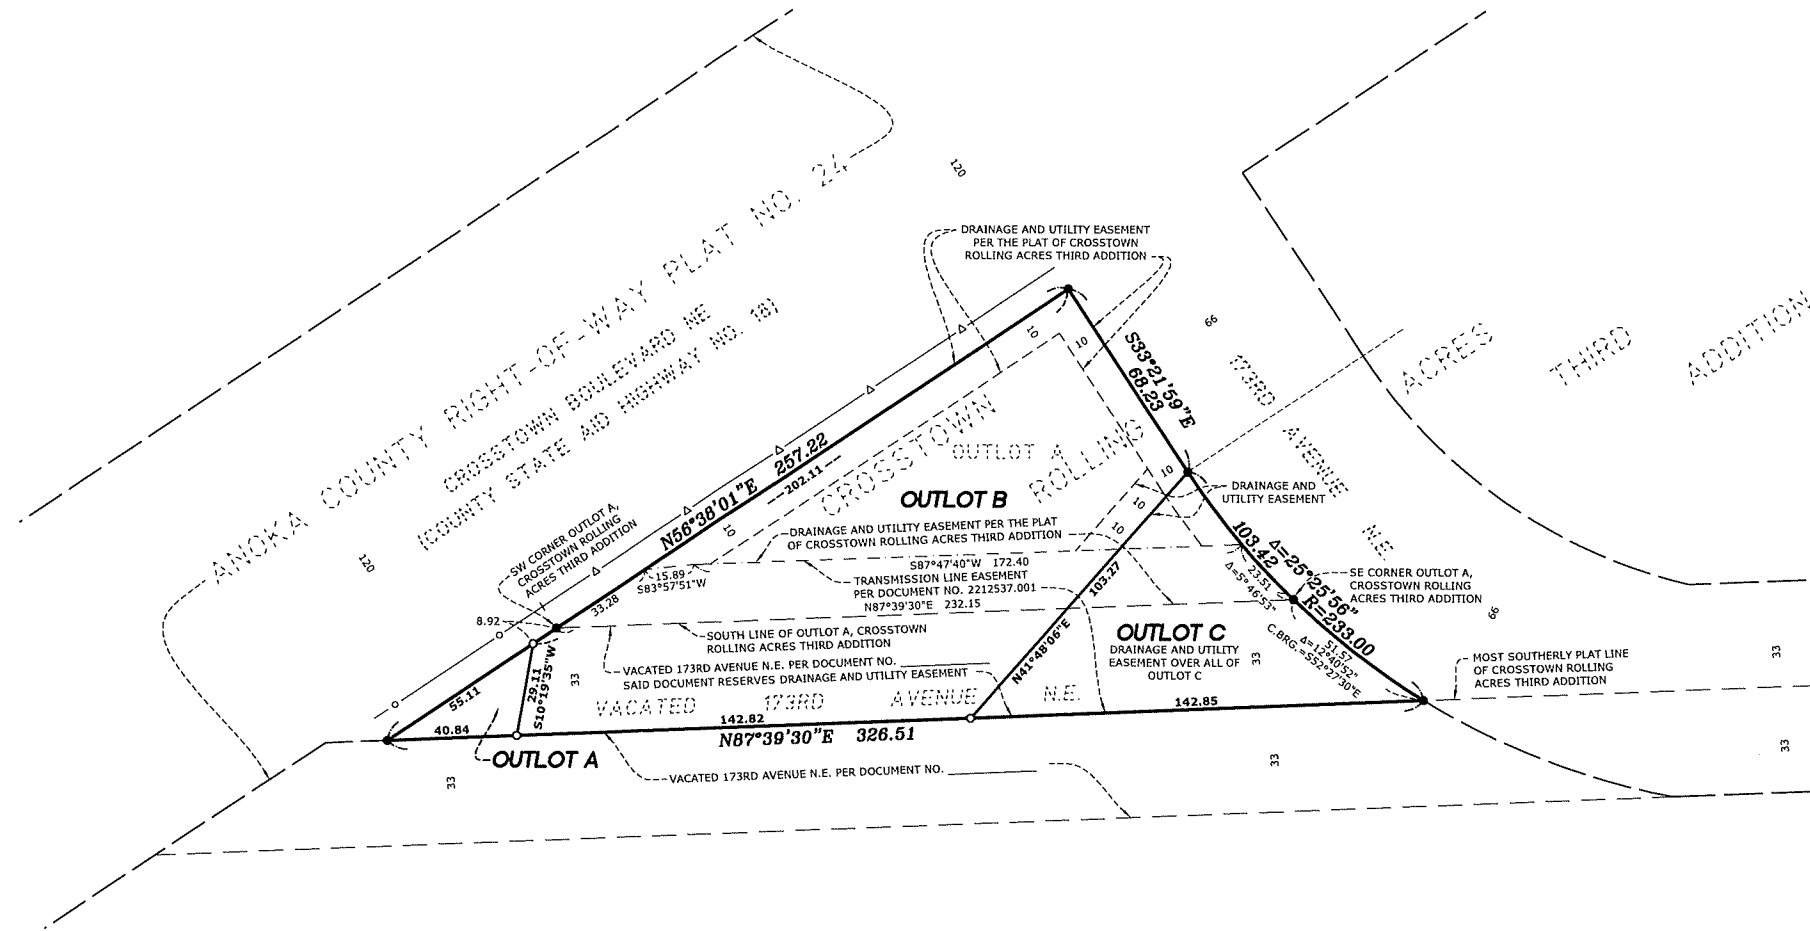 ANOKA COUNTY RIGHT-OF-WAY PLAT NO. 24
CROSSTOWN BOULEVARD NE
(COUNTY STATE AID HIGHWAY NO. 18)
120
120
DRAINAGE AND UTILITY EASEMENT
PER THE PLAT OF CROSSTOWN
ROLLING ACRES THIRD ADDITION
10
10
S33°21'59"E
68.23
66
173RD AVENUE N.E.
CROSSTOWN ROLLING ACRES THIRD ADDITION
OUTLOT A
N56°38'01"E 257.22
202.11
10
OUTLOT B
10
10
10
DRAINAGE AND
UTILITY EASEMENT
DRAINAGE AND UTILITY EASEMENT PER THE PLAT
OF CROSSTOWN ROLLING ACRES THIRD ADDITION
SW CORNER OUTLOT A,
CROSSTOWN ROLLING
ACRES THIRD ADDITION
S87°47'40"W 172.40
15.89
S83°57'51"W
TRANSMISSION LINE EASEMENT
PER DOCUMENT NO. 2212537.001
N87°39'30"E 232.15
33.28
8.92
103.27
N41°48'06"E
103.42
Δ=25°25'56"
R=233.00
23.51
Δ=5°46'53"
SE CORNER OUTLOT A,
CROSSTOWN ROLLING
ACRES THIRD ADDITION
66
51.57
Δ=12°40'52"
C.BRG.=S52°27'30"E
SOUTH LINE OF OUTLOT A, CROSSTOWN
ROLLING ACRES THIRD ADDITION
OUTLOT C
DRAINAGE AND UTILITY
EASEMENT OVER ALL OF
OUTLOT C
33
VACATED 173RD AVENUE N.E. PER DOCUMENT NO.
SAID DOCUMENT RESERVES DRAINAGE AND UTILITY EASEMENT
MOST SOUTHERLY PLAT LINE
OF CROSSTOWN ROLLING
ACRES THIRD ADDITION
33
55.11
29.11
S10°19'35"W
33
VACATED 173RD AVENUE N.E.
40.84
142.82
142.85
N87°39'30"E 326.51
OUTLOT A
33
VACATED 173RD AVENUE N.E. PER DOCUMENT NO.
33
33